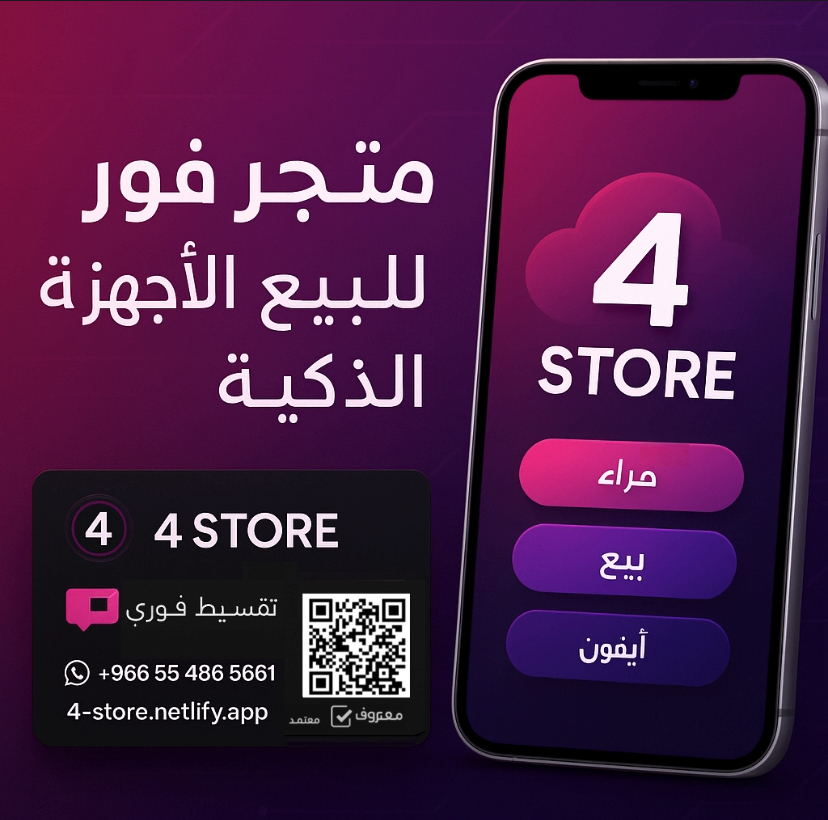 متجر فور
للبيع الأجهزة
الذكية
4
STORE
مراء
بيع
أيفون
4
4 STORE
تقسيط فوري
+966 55 486 5661
4-store.netlify.app
معروف
معتمد